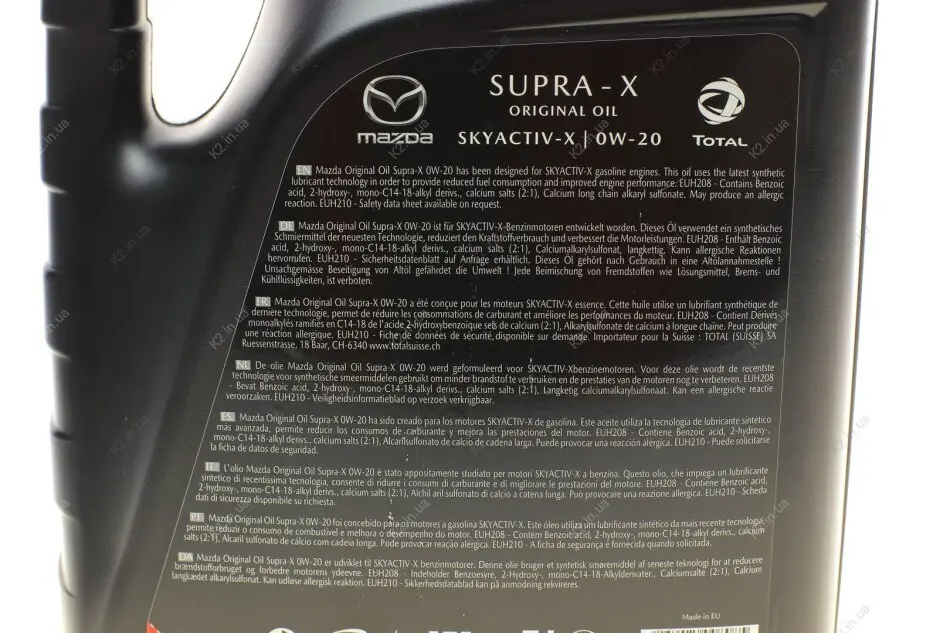 SUPRA - X
ORIGINAL OIL
SKYACTIV-X | 0W-20
mazda
TOTAL
EN Mazda Original Oil Supra-X 0W-20 has been designed for SKYACTIV-X gasoline engines. This oil uses the latest synthetic
lubricant technology in order to provide reduced fuel consumption and improved engine performance. EUH208 - Contains Benzoic
acid, 2-hydroxy-, mono-C14-18-alkyl derivs., calcium salts (2:1), Calcium long chain alkaryl sulfonate. May produce an allergic
reaction. EUH210 - Safety data sheet available on request.
DE Mazda Original Oil Supra-X 0W-20 ist für SKYACTIV-X-Benzinmotoren entwickelt worden. Dieses Öl verwendet ein synthetisches
Schmiermittel der neuesten Technologie, reduziert den Kraftstoffverbrauch und verbessert die Motorleistungen. EUH208 - Enthält Benzoic
acid, 2-hydroxy-, mono-C14-18-alkyl derivs., calcium salts (2:1), Calciumalkarylsulfonat, langkettig. Kann allergische Reaktionen
hervorrufen. EUH210 - Sicherheitsdatenblatt auf Anfrage erhältlich. Dieses Öl gehört nach Gebrauch in eine Altölannahmestelle !
Unsachgemässe Beseitigung von Altöl gefährdet die Umwelt ! Jede Beimischung von Fremdstoffen wie Lösungsmittel, Brems- und
Kühlflüssigkeiten, ist verboten.
FR Mazda Original Oil Supra-X 0W-20 a été conçue pour les moteurs SKYACTIV-X essence. Cette huile utilise un lubrifiant synthétique de
dernière technologie, permet de réduire les consommations de carburant et améliore les performances du moteur. EUH208 - Contient Dérivés
monoalkylés ramifiés en C14-18 de l'acide 2-hydroxybenzoïque sels de calcium (2:1), Alkarylsulfonate de calcium à longue chaîne. Peut produire
une réaction allergique. EUH210 - Fiche de données de sécurité disponible sur demande. Importateur pour la Suisse : TOTAL (SUISSE) SA
Ruessenstrasse, 18 Baar, CH-6340 www.totalsuisse.ch
NL De olie Mazda Original Oil Supra-X 0W-20 werd geformuleerd voor SKYACTIV-Xbenzinemotoren. Voor deze olie wordt de recentste
technologie voor synthetische smeermiddelen gebruikt om minder brandstof te verbruiken en de prestaties van de motoren nog te verbeteren. EUH208
- Bevat Benzoic acid, 2-hydroxy-, mono-C14-18-alkyl derivs., calcium salts (2:1), Langketig calciumalkarylsulfonaat. Kan een allergische reactie
veroorzaken. EUH210 - Veiligheidsinformatieblad op verzoek verkrijgbaar.
ES Mazda Original Oil Supra-X 0W-20 ha sido creado para los motores SKYACTIV-X de gasolina. Este aceite utiliza la tecnología de lubricante sintético
más avanzada, permite reducir los consumos de carburante y mejora las prestaciones del motor. EUH208 - Contiene Benzoic acid, 2-hydroxy-,
mono-C14-18-alkyl derivs., calcium salts (2:1), Alcarilsulfonato de calcio de cadena larga. Puede provocar una reacción alérgica. EUH210 - Puede solicitarse
la ficha de datos de seguridad.
IT L'olio Mazda Original Oil Supra-X 0W-20 è stato appositamente studiato per motori SKYACTIV-X a benzina. Questo olio, che impiega un lubrificante
sintetico di recentissima tecnologia, consente di ridurre i consumi di carburante e di migliorare le prestazioni del motore. EUH208 - Contiene Benzoic acid,
2-hydroxy-, mono-C14-18-alkyl derivs., calcium salts (2:1), Alchil aril sulfonato di calcio a catena lunga. Può provocare una reazione allergica. EUH210 - Scheda
dati di sicurezza disponibile su richiesta.
PT Mazda Original Oil Supra-X 0W-20 foi concebido para os motores a gasolina SKYACTIV-X. Este óleo utiliza um lubrificante sintético da mais recente tecnologia,
permite reduzir o consumo de combustível e melhora o desempenho do motor. EUH208 - Contém Benzoic acid, 2-hydroxy-, mono-C14-18-alkyl derivs., calcium
salts (2:1), Alcaril sulfonato de cálcio com cadeia longa. Pode provocar reação alérgica. EUH210 - A ficha de segurança é fornecida quando solicitada.
DA Mazda Original Oil Supra-X 0W-20 er udviklet til SKYACTIV-X benzinmotorer. Denne olie bruger et syntetisk smøremiddel af seneste teknologi for at reducere
brændstofforbruget og forbedre motorens ydeevne. EUH208 - Indeholder Benzoesyre, 2-Hydroxy-, mono-C14-18-Alkylderivater., Calciumsalte (2:1), Calcium
langkædet alkarylsulfonat. Kan udløse allergisk reaktion. EUH210 - Sikkerhedsdatablad kan på anmodning rekvireres.
Made in EU
K2.in.ua